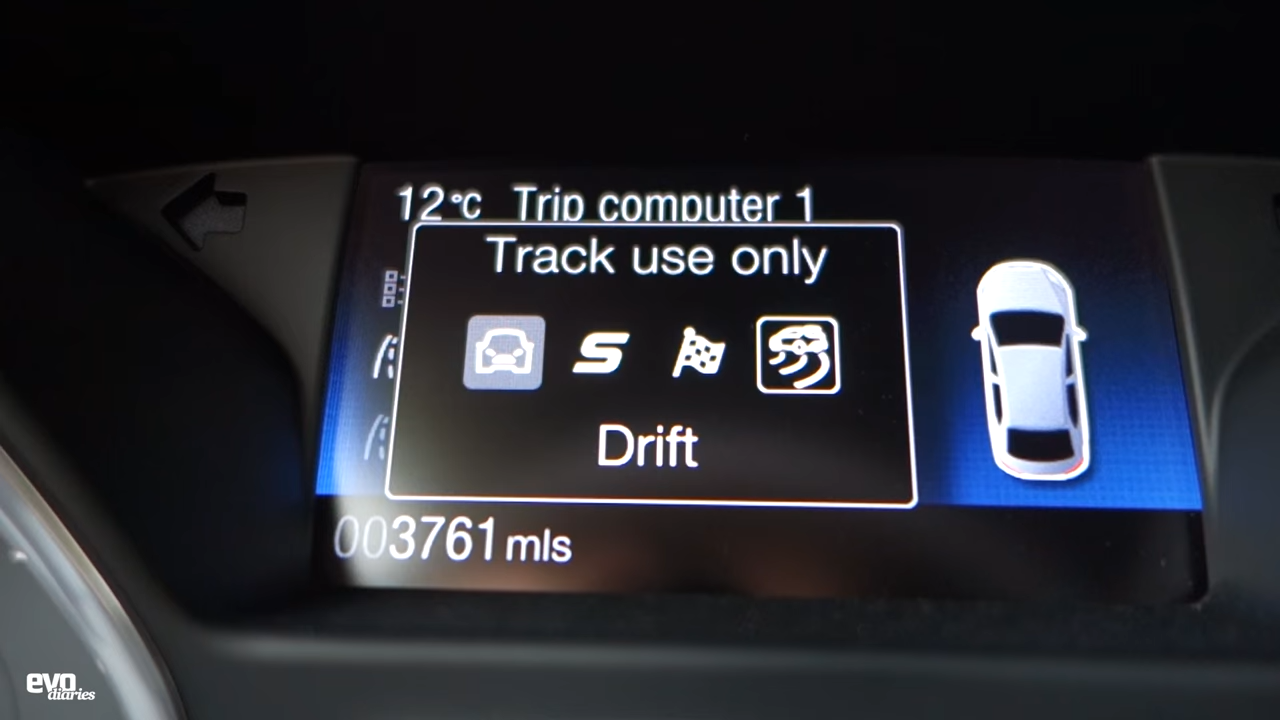 12°C Trip computer 1
Track use only
S
Drift
003761 mls
evo
diaries